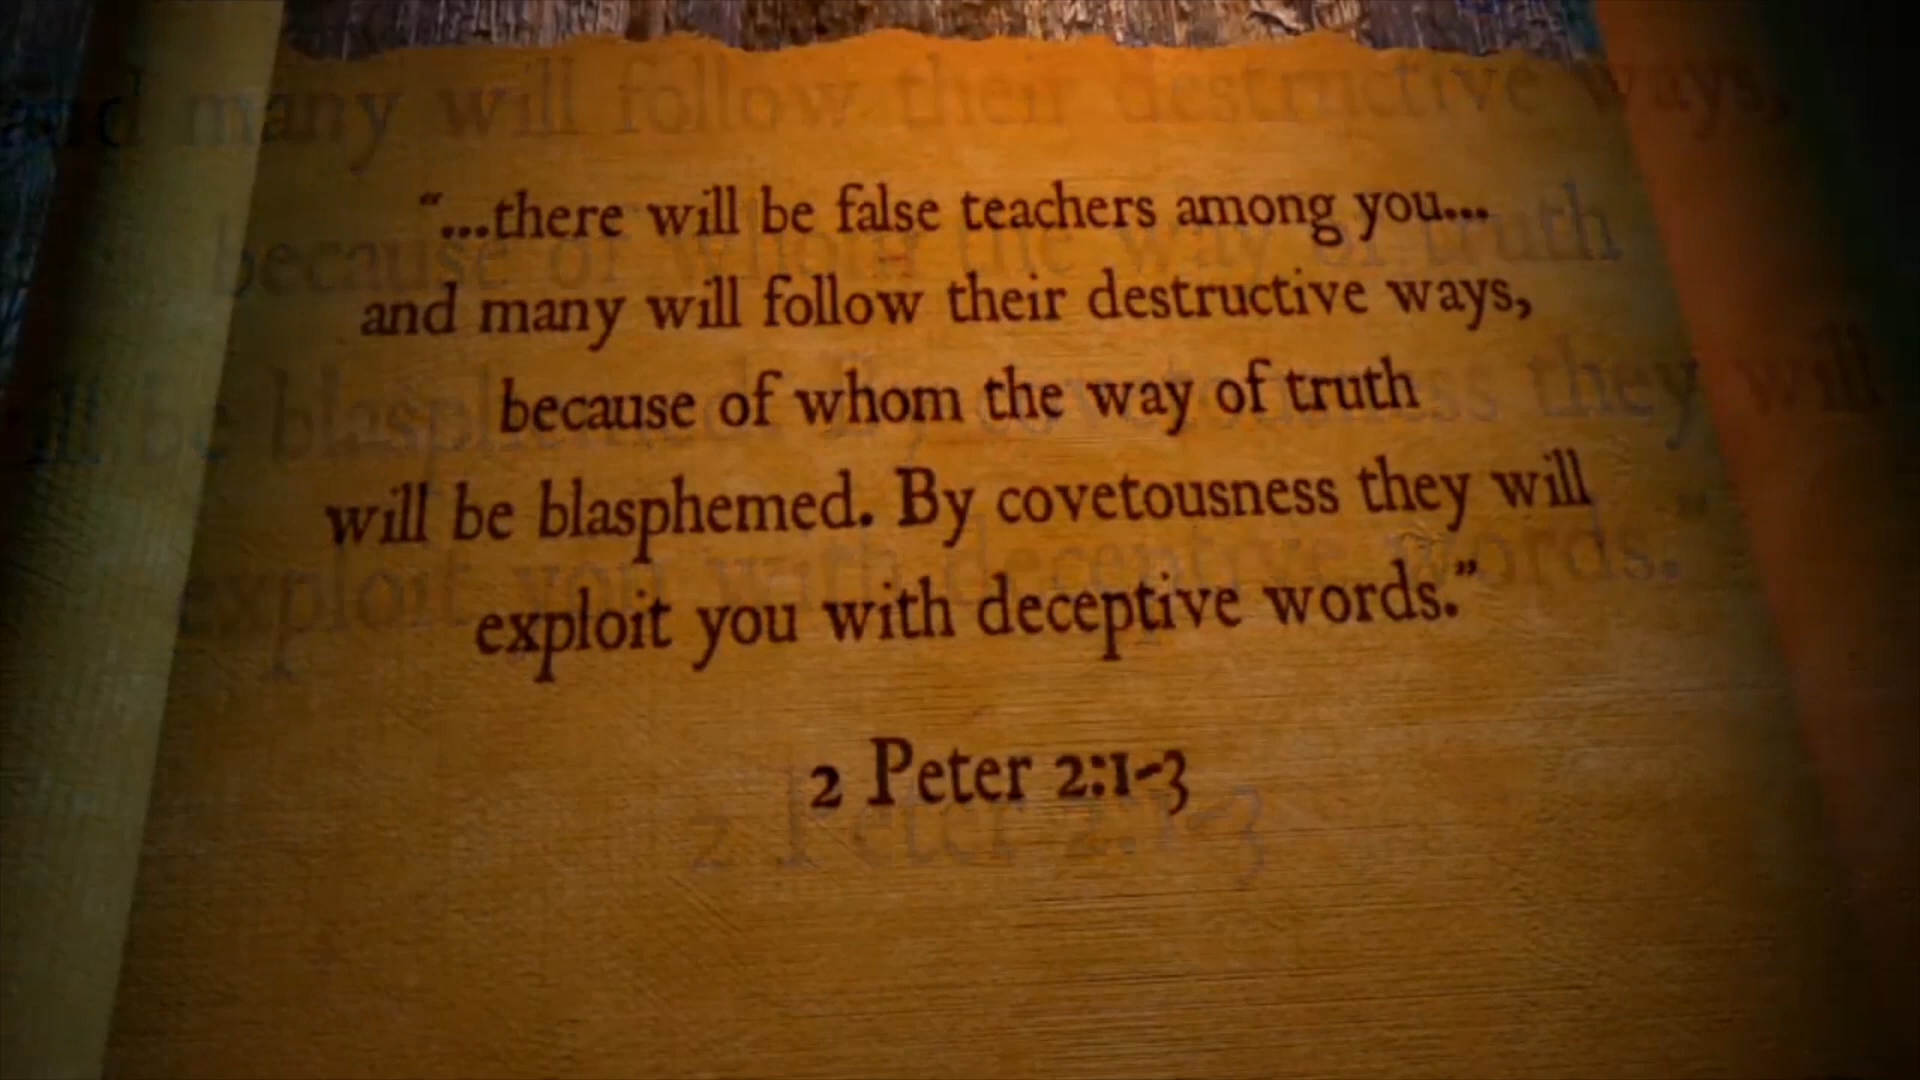 “...there will be false teachers among you...
and many will follow their destructive ways,
because of whom the way of truth
will be blasphemed. By covetousness they will
exploit you with deceptive words.”
2 Peter 2:1-3